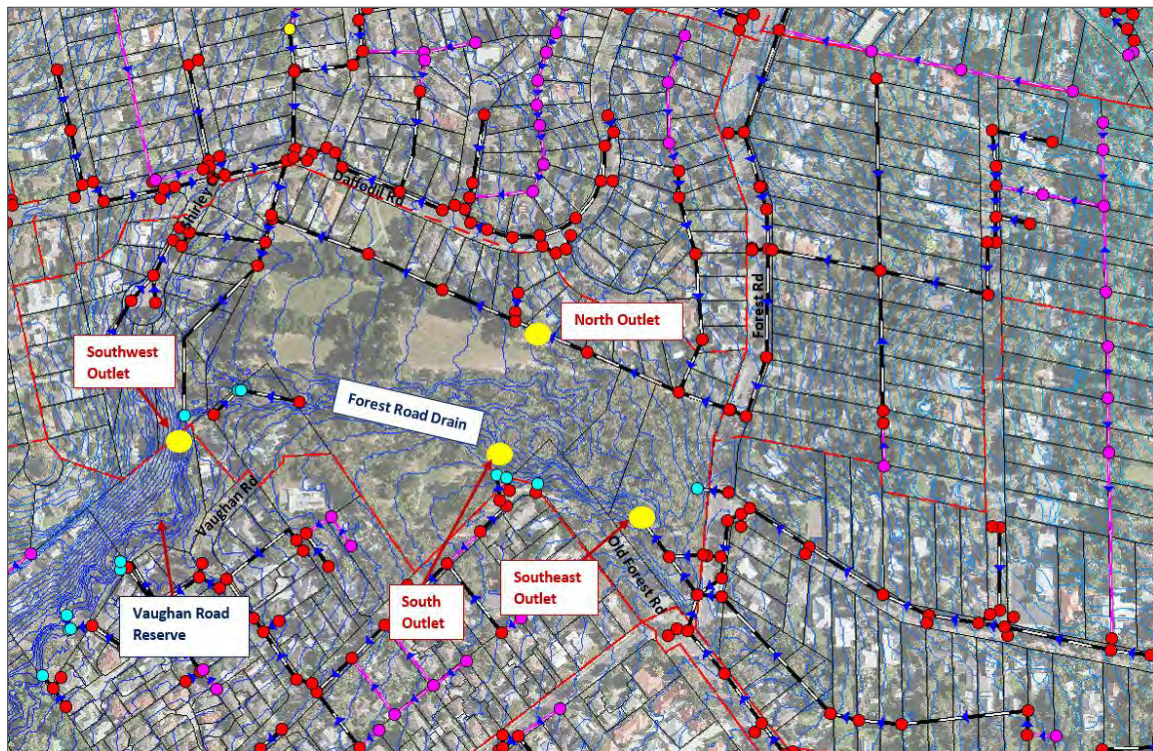 Daffodil Rd
Shirley C
Forest Rd
North Outlet
Southwest
Outlet
Forest Road Drain
Vaughan Rd
Old Forest Rd
Southeast
Outlet
South
Outlet
Vaughan Road
Reserve